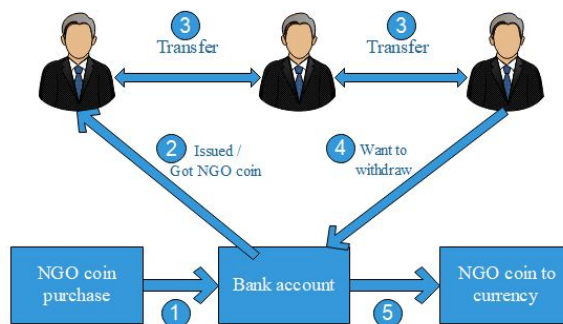 3
Transfer
3
Transfer
2 Issued /
Got NGO coin
4 Want to
withdraw
NGO coin
purchase
Bank account
NGO coin to
currency
1
5